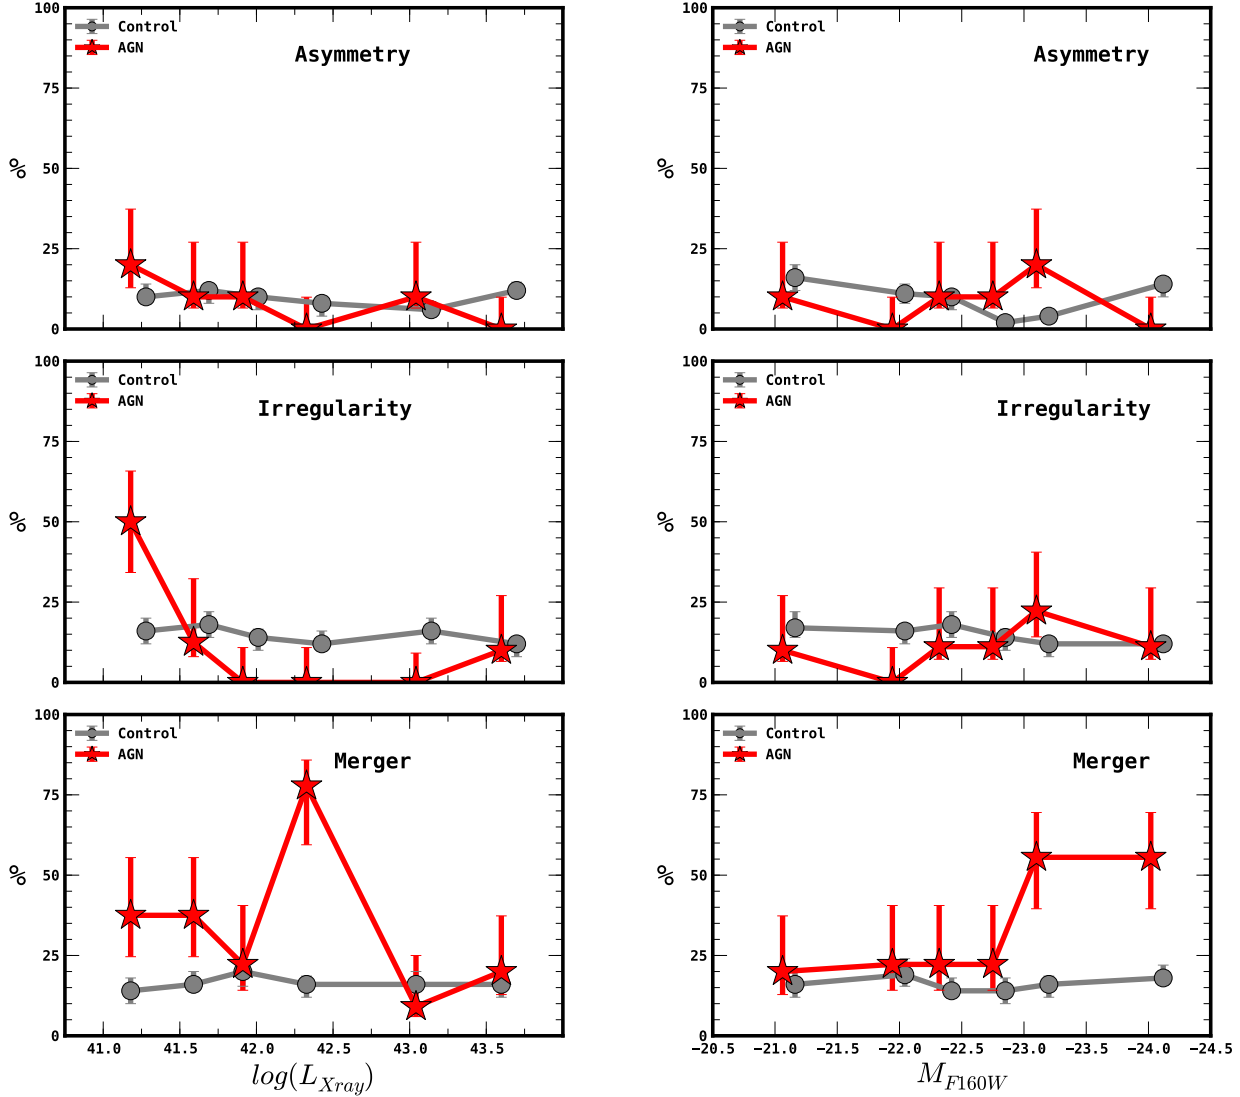 100
75
50
25
0
%
Control
AGN
Asymmetry
100
75
50
25
0
%
Control
AGN
Asymmetry
100
75
50
25
0
%
Control
AGN
Irregularity
100
75
50
25
0
%
Control
AGN
Irregularity
100
75
50
25
0
%
Control
AGN
Merger
41.0 41.5 42.0 42.5 43.0 43.5
log(L_Xray)
100
75
50
25
0
%
Control
AGN
Merger
−20.5 −21.0 −21.5 −22.0 −22.5 −23.0 −23.5 −24.0 −24.5
M_F160W